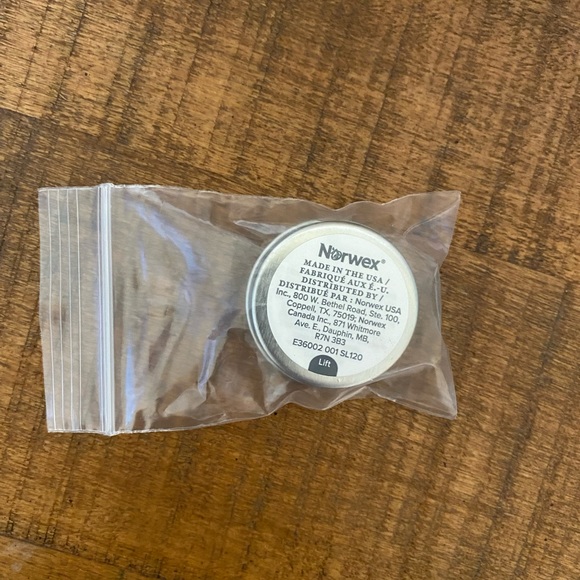 Norwex®
MADE IN THE USA /
FABRIQUÉ AUX É.-U.
DISTRIBUTED BY /
DISTRIBUÉ PAR : Norwex USA
Inc., 800 W. Bethel Road, Ste. 100,
Coppell, TX, 75019; Norwex
Canada Inc., 871 Whitmore
Ave. E., Dauphin, MB,
R7N 3B3
E36002 001 SL120
Lift